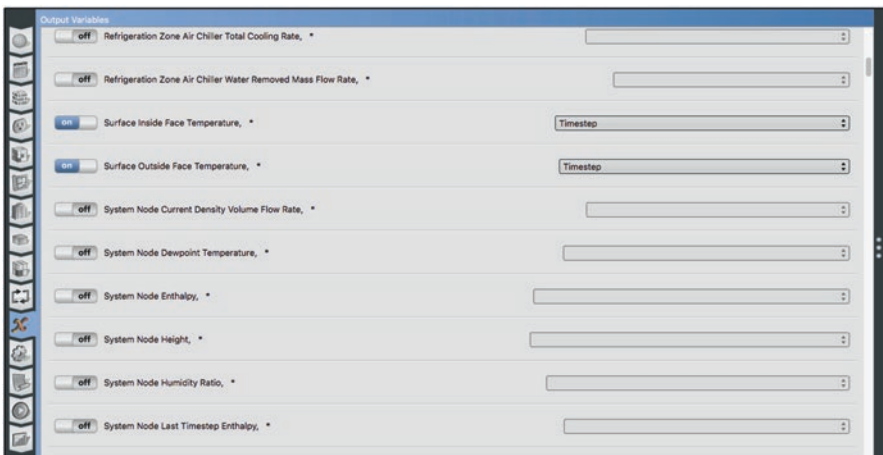 Output Variables
off Refrigeration Zone Air Chiller Total Cooling Rate, *
off Refrigeration Zone Air Chiller Water Removed Mass Flow Rate, *
on Surface Inside Face Temperature, * Timestep
on Surface Outside Face Temperature, * Timestep
off System Node Current Density Volume Flow Rate, *
off System Node Dewpoint Temperature, *
off System Node Enthalpy, *
off System Node Height, *
off System Node Humidity Ratio, *
off System Node Last Timestep Enthalpy, *